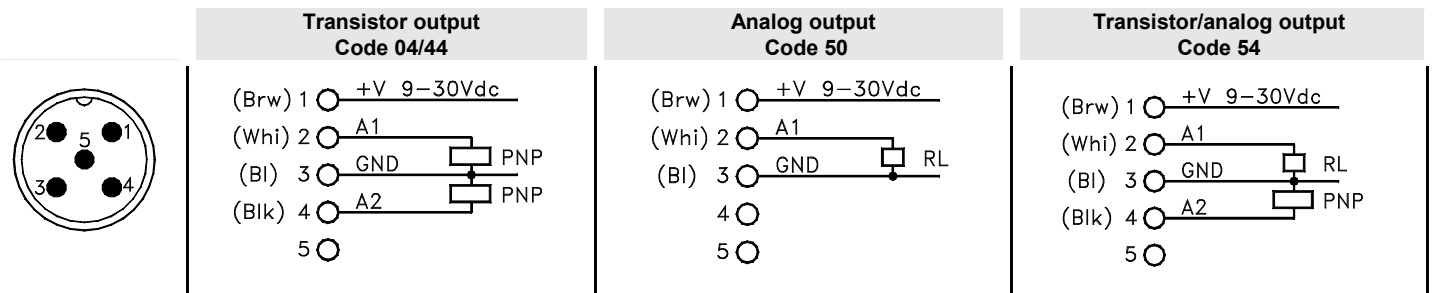 Transistor output
Code 04/44
Analog output
Code 50
Transistor/analog output
Code 54
2 1
5
3 4
(Brw) 1 +V 9-30Vdc
(Whi) 2 A1
PNP
(Bl) 3 GND
PNP
(Blk) 4 A2
5
(Brw) 1 +V 9-30Vdc
(Whi) 2 A1
RL
(Bl) 3 GND
4
5
(Brw) 1 +V 9-30Vdc
(Whi) 2 A1
RL
(Bl) 3 GND
PNP
(Blk) 4 A2
5